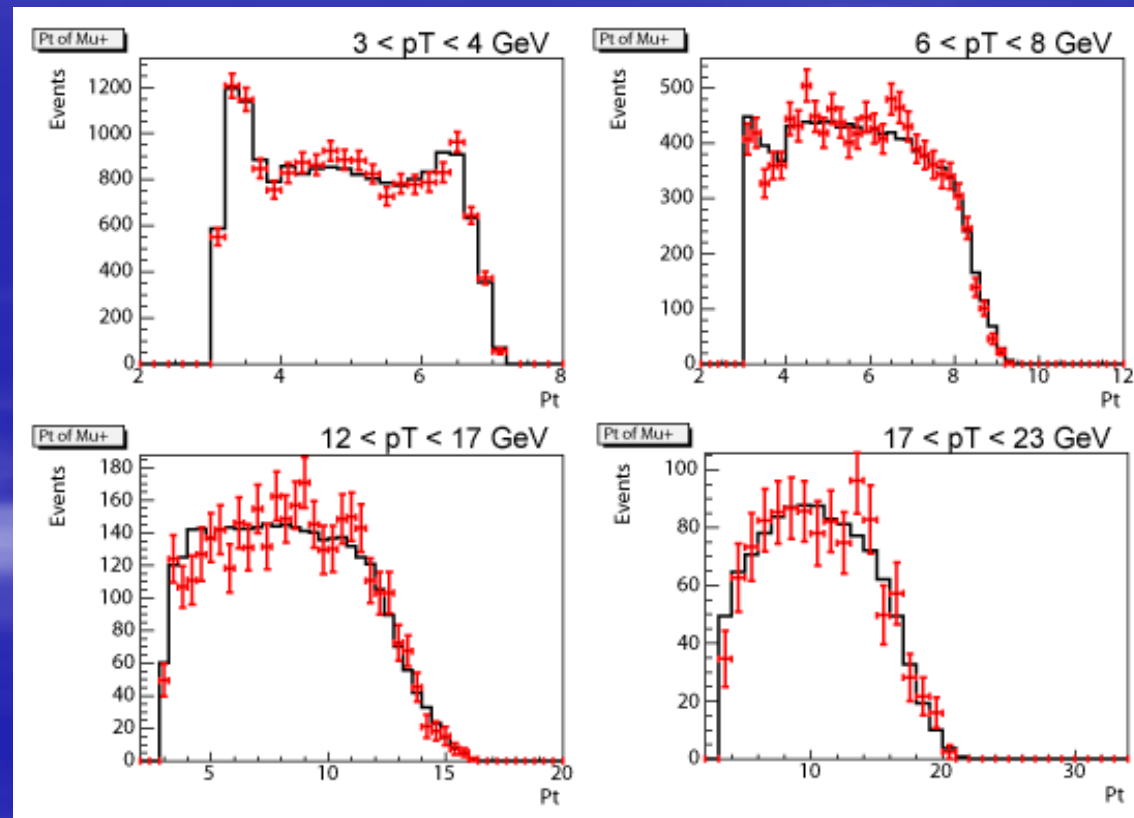 Pt of Mu+
3 < pT < 4 GeV
Events
1200
1000
800
600
400
200
0
2
4
6
8
Pt
Pt of Mu+
6 < pT < 8 GeV
Events
500
400
300
200
100
0
2
4
6
8
10
12
Pt
Pt of Mu+
12 < pT < 17 GeV
Events
180
160
140
120
100
80
60
40
20
0
5
10
15
20
Pt
Pt of Mu+
17 < pT < 23 GeV
Events
100
80
60
40
20
0
10
20
30
Pt